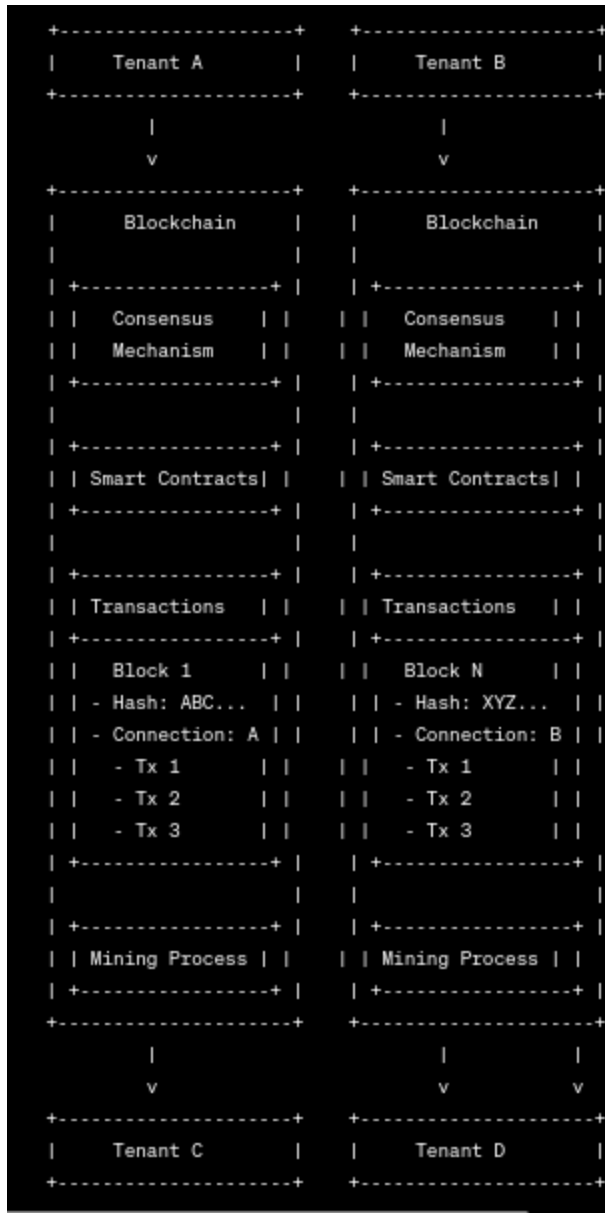 +---------------------+    +---------------------+
|     Tenant A        |    |     Tenant B        |
+---------------------+    +---------------------+
         |                         |
         v                         v
+---------------------+    +---------------------+
|      Blockchain     |    |      Blockchain     |
|                     |    |                     |
| +-----------------+ |    | +-----------------+ |
| |   Consensus    | |    | |   Consensus    | |
| |   Mechanism    | |    | |   Mechanism    | |
| +-----------------+ |    | +-----------------+ |
|                     |    |                     |
| +-----------------+ |    | +-----------------+ |
| | Smart Contracts| |    | | Smart Contracts| |
| +-----------------+ |    | +-----------------+ |
|                     |    |                     |
| +-----------------+ |    | +-----------------+ |
| | Transactions   | |    | | Transactions   | |
| +-----------------+ |    | +-----------------+ |
| |   Block 1      | |    | |   Block N      | |
| | - Hash: ABC...  | |    | | - Hash: XYZ...  | |
| | - Connection: A | |    | | - Connection: B | |
| |   - Tx 1       | |    | |   - Tx 1       | |
| |   - Tx 2       | |    | |   - Tx 2       | |
| |   - Tx 3       | |    | |   - Tx 3       | |
| +-----------------+ |    | +-----------------+ |
|                     |    |                     |
| +-----------------+ |    | +-----------------+ |
| | Mining Process | |    | | Mining Process | |
| +-----------------+ |    | +-----------------+ |
+---------------------+    +---------------------+
         |                         |           |
         v                         v           v
+---------------------+    +---------------------+
|     Tenant C        |    |     Tenant D        |
+---------------------+    +---------------------+